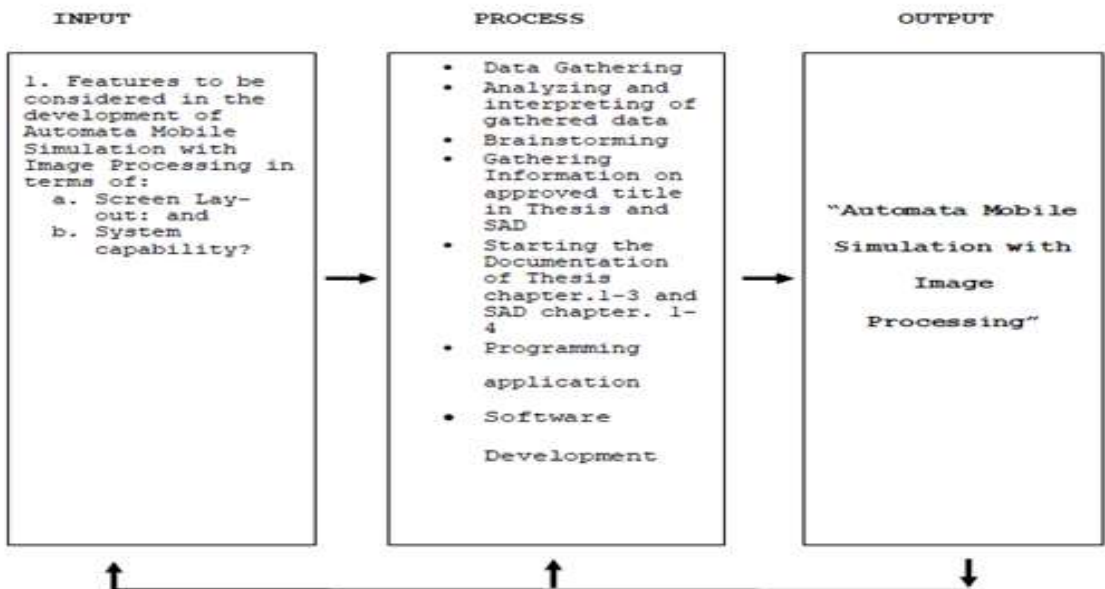 INPUT
PROCESS
OUTPUT
1. Features to be
considered in the
development of
Automata Mobile
Simulation with
Image Processing in
terms of:
a. Screen Lay-
out: and
b. System
capability?
• Data Gathering
• Analyzing and
interpreting of
gathered data
• Brainstorming
• Gathering
Information on
approved title
in Thesis and
SAD
• Starting the
Documentation
of Thesis
chapter.1-3 and
SAD chapter. 1-
4
• Programming
application
• Software
Development
“Automata Mobile
Simulation with
Image
Processing”